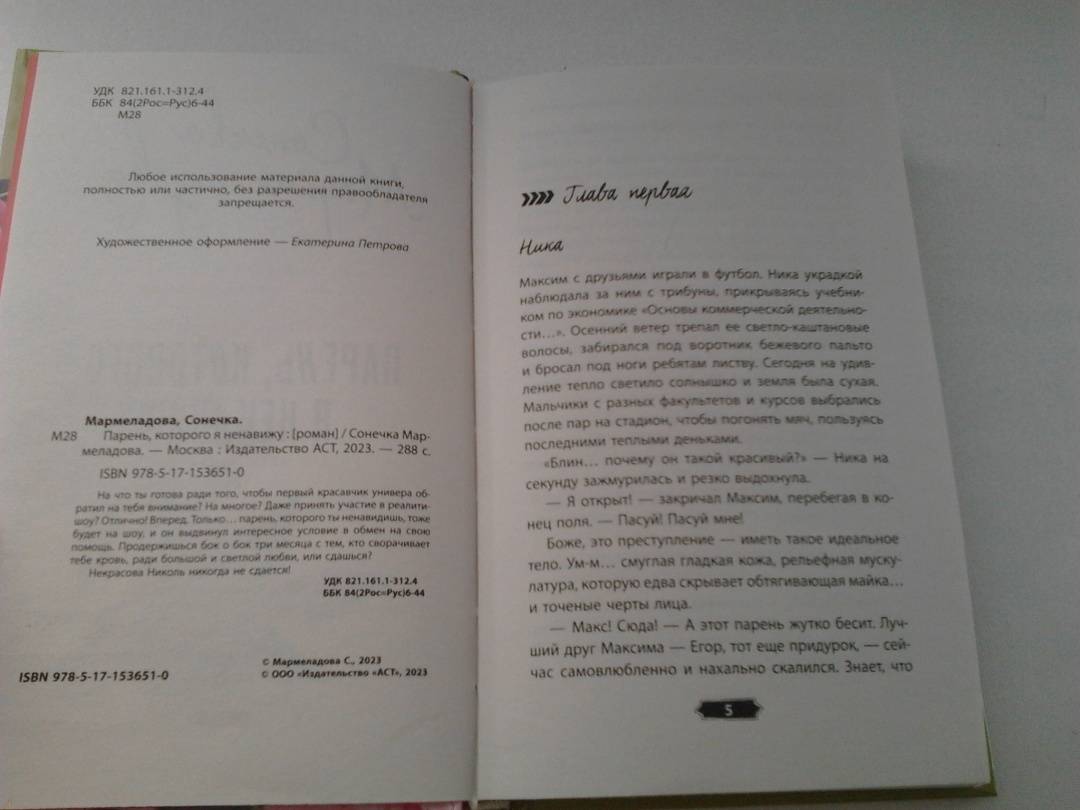 УДК 821.161.1-312.4
ББК 84(2Рос=Рус)6-44
М28
Любое использование материала данной книги,
полностью или частично, без разрешения правообладателя
запрещается.
Художественное оформление — Екатерина Петрова
Мармеладова, Сонечка.
М28 Парень, которого я ненавижу : [роман] / Сонечка Мар-
меладова. — Москва : Издательство АСТ, 2023. — 288 с.
ISBN 978-5-17-153651-0
На что ты готова ради того, чтобы первый красавчик универа об-
ратил на тебя внимание? На многое? Даже принять участие в реалити-
шоу? Отлично! Вперед. Только... парень, которого ты ненавидишь, тоже
будет на шоу, и он выдвинул интересное условие в обмен на свою
помощь. Продержишься бок о бок три месяца с тем, кто сворачивает
тебе кровь, ради большой и светлой любви, или сдашься?
Некрасова Николь никогда не сдается!
УДК 821.161.1-312.4
ББК 84(2Рос=Рус)6-44
© Мармеладова С., 2023
ISBN 978-5-17-153651-0 © ООО «Издательство «АСТ», 2023
Глава первая
Ника
Максим с друзьями играли в футбол. Ника украдкой
наблюдала за ним с трибуны, прикрываясь учебни-
ком по экономике «Основы коммерческой деятельно-
сти...». Осенний ветер трепал ее светло-каштановые
волосы, забирался под воротник бежевого пальто
и бросал под ноги ребятам листву. Сегодня на удив-
ление тепло светило солнышко и земля была сухая.
Мальчики с разных факультетов и курсов выбрались
после пар на стадион, чтобы погонять мяч, пользуясь
последними теплыми деньками.
«Блин... почему он такой красивый?» — Ника на
секунду зажмурилась и резко выдохнула.
— Я открыт! — закричал Максим, перебегая в ко-
нец поля. — Пасуй! Пасуй мне!
Боже, это преступление — иметь такое идеальное
тело. Ум-м... смуглая гладкая кожа, рельефная муску-
латура, которую едва скрывает обтягивающая майка...
и точеные черты лица.
— Макс! Сюда! — А этот парень жутко бесит. Луч-
ший друг Максима — Егор, тот еще придурок, — сей-
час самовлюбленно и нахально скалился. Знает, что
5